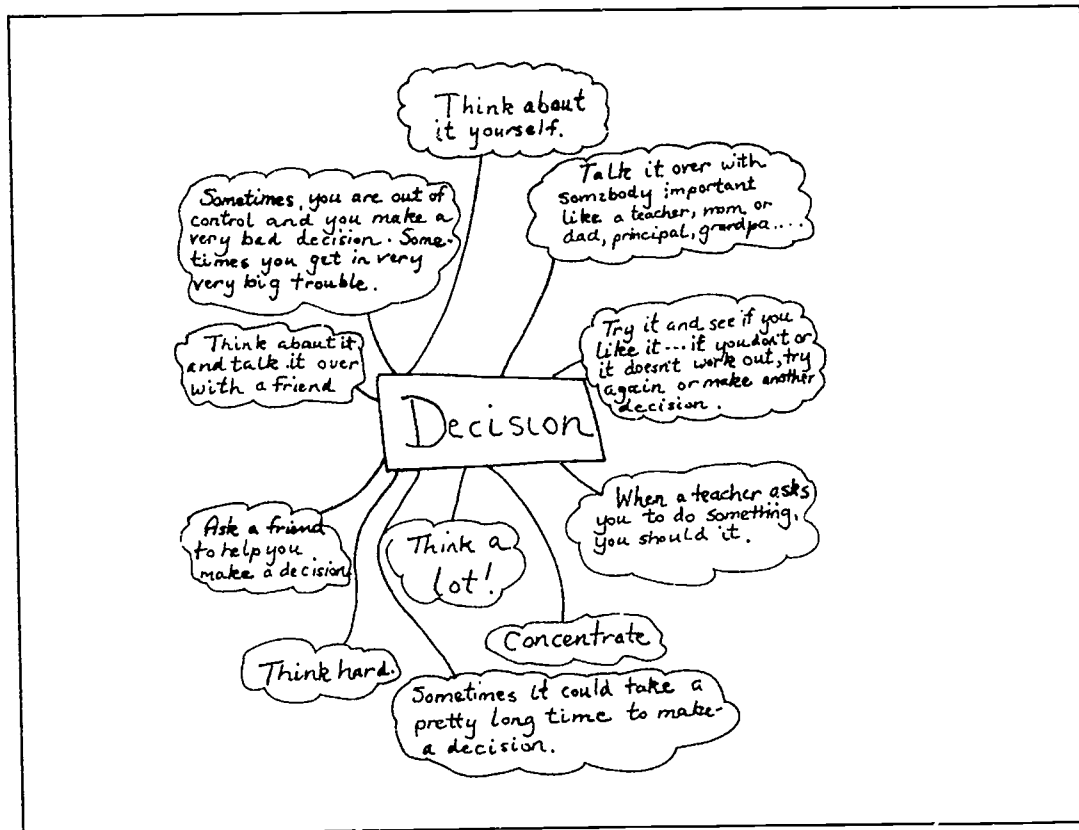 Think about
it yourself.
Talk it over with
somebody important
like a teacher, mom or
dad, principal, grandpa....
Sometimes, you are out of
control and you make a
very bad decision. Some-
times you get in very
very big trouble.
Try it and see if you
like it... if you don't or
it doesn't work out, try
again or make another
decision.
Think about it
and talk it over
with a friend
Decision
When a teacher asks
you to do something,
you should it.
Ask a friend
to help you
make a decision
Think a
lot!
Concentrate
Think hard.
Sometimes it could take a
pretty long time to make
a decision.